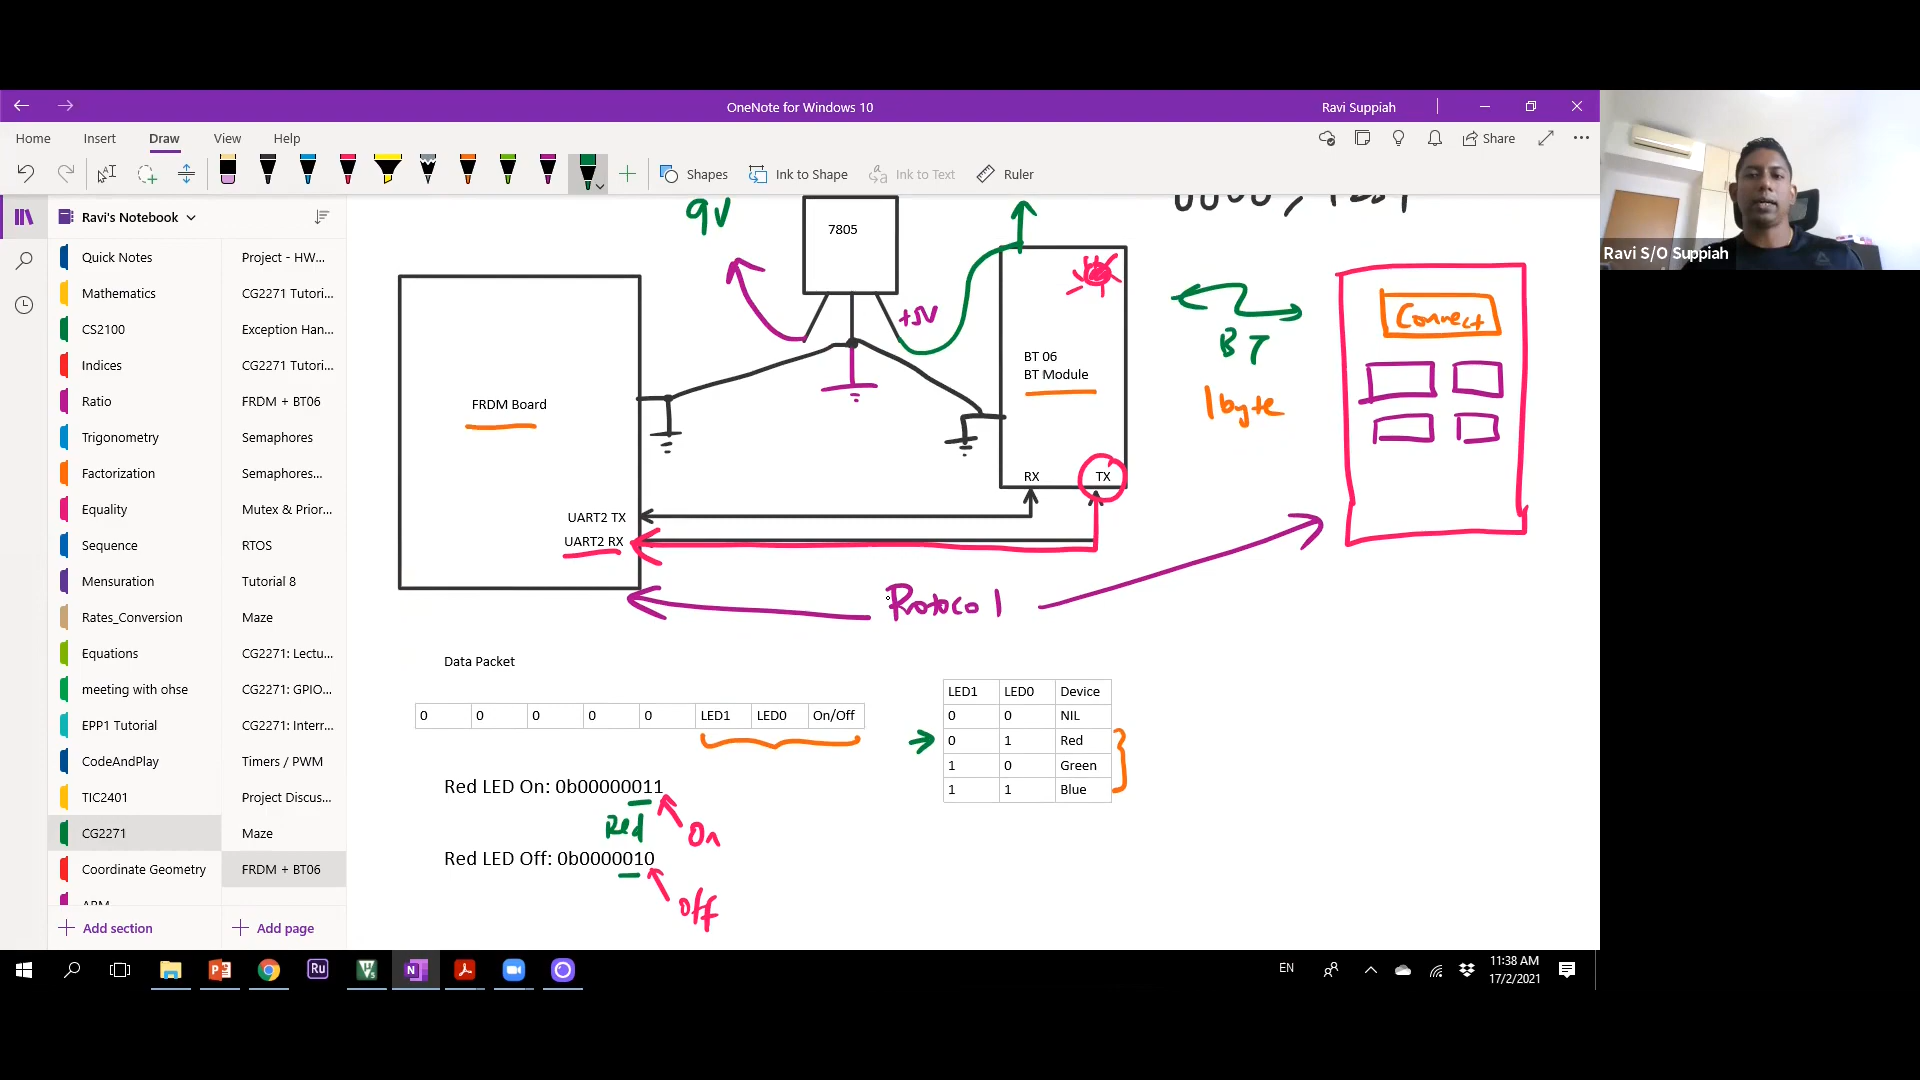 OneNote for Windows 10
Ravi Suppiah
Home Insert Draw View Help
Share
Shapes Ink to Shape Ink to Text Ruler
Ravi's Notebook
Quick Notes
Mathematics
CS2100
Indices
Ratio
Trigonometry
Factorization
Equality
Sequence
Mensuration
Rates_Conversion
Equations
meeting with ohse
EPP1 Tutorial
CodeAndPlay
TIC2401
CG2271
Coordinate Geometry
ARM
Add section
Project - HW...
CG2271 Tutori...
Exception Han...
CG2271 Tutori...
FRDM + BT06
Semaphores
Semaphores...
Mutex & Prior...
RTOS
Tutorial 8
Maze
CG2271: Lectu...
CG2271: GPIO...
CG2271: Interr...
Timers / PWM
Project Discus...
Maze
FRDM + BT06
Add page
9V
7805
+5V
FRDM Board
BT 06
BT Module
RX TX
UART2 TX
UART2 RX
BT
1 byte
Connect
Protocol
Data Packet
0 0 0 0 0 LED1 LED0 On/Off
LED1 LED0 Device
0 0 NIL
0 1 Red
1 0 Green
1 1 Blue
Red LED On: 0b00000011
Red On
Red LED Off: 0b0000010
Off
Ravi S/O Suppiah
EN
11:38 AM
17/2/2021